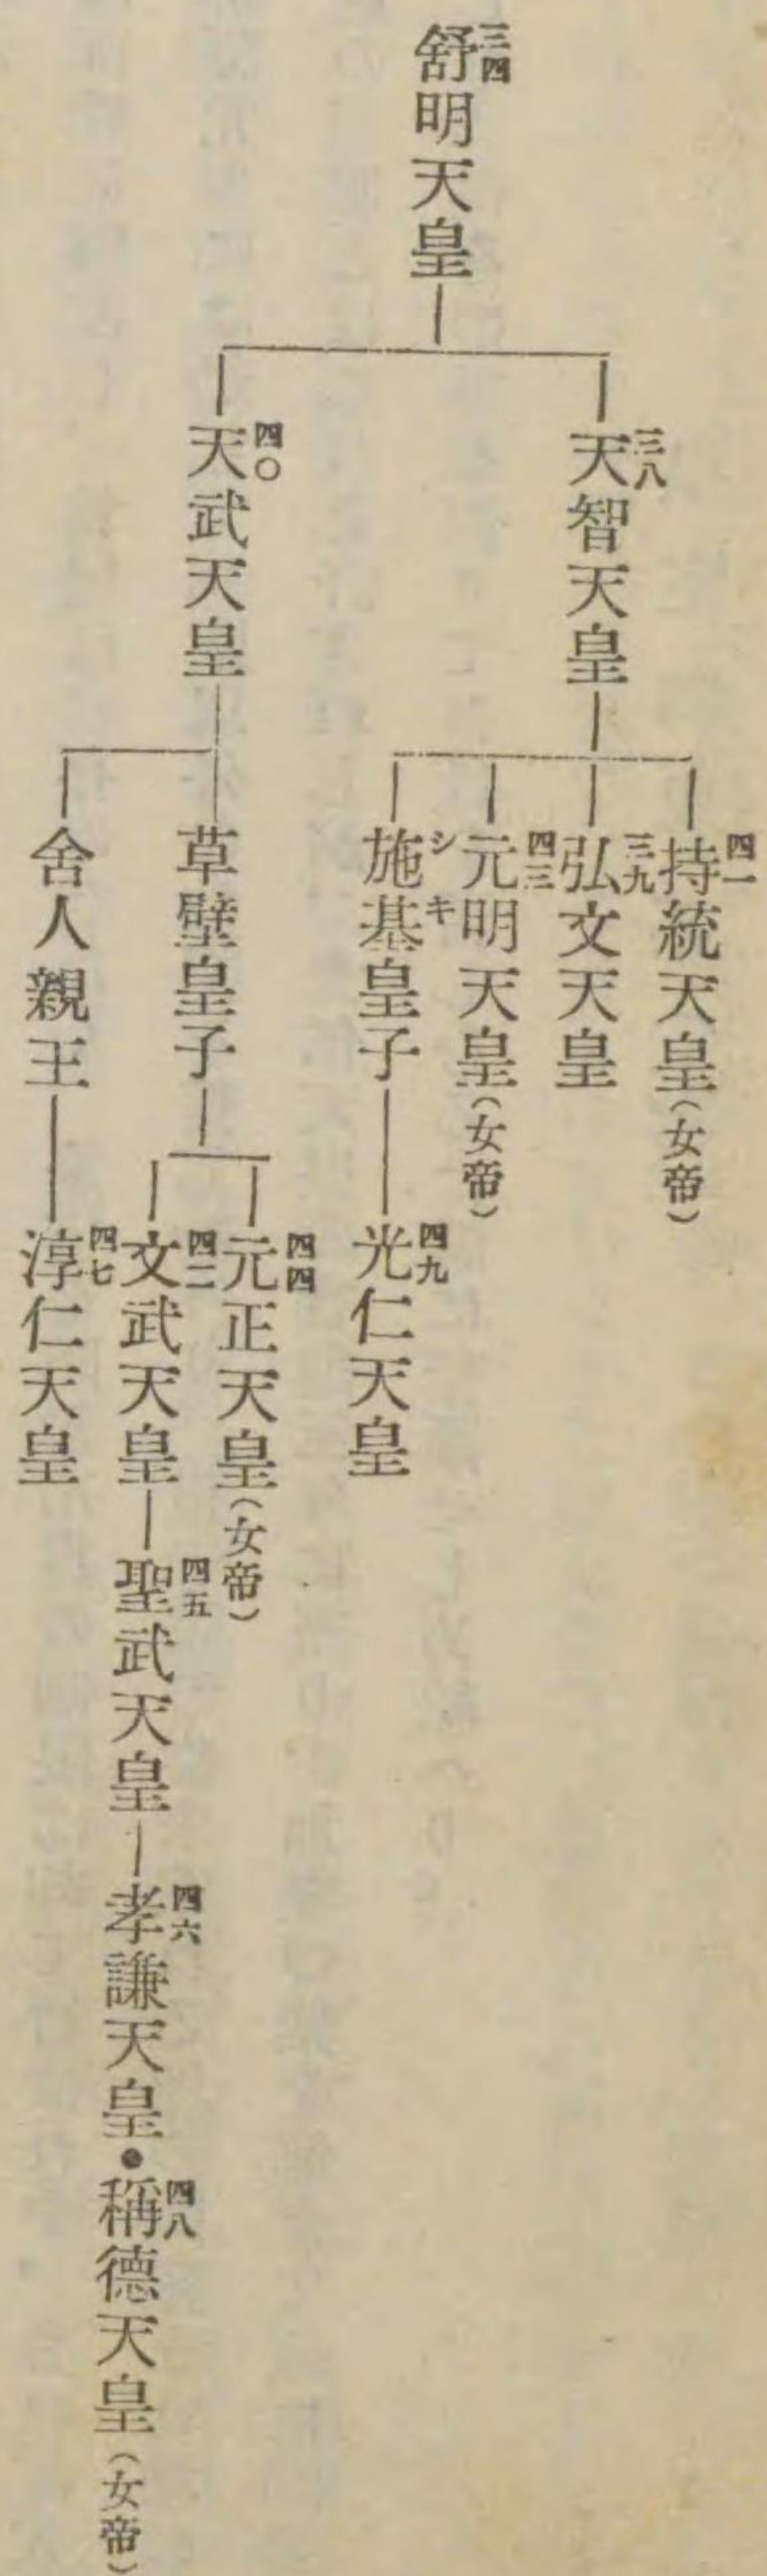 三四
舒明天皇
三八
天智天皇
四一
持統天皇(女帝)
三九
弘文天皇
四三
元明天皇(女帝)
施基皇子
シキ
四九
光仁天皇
四〇
天武天皇
草壁皇子
四四
元正天皇(女帝)
四二
文武天皇
四五
聖武天皇
四六
孝謙天皇・
四八
稱德天皇(女帝)
舍人親王
四七
淳仁天皇